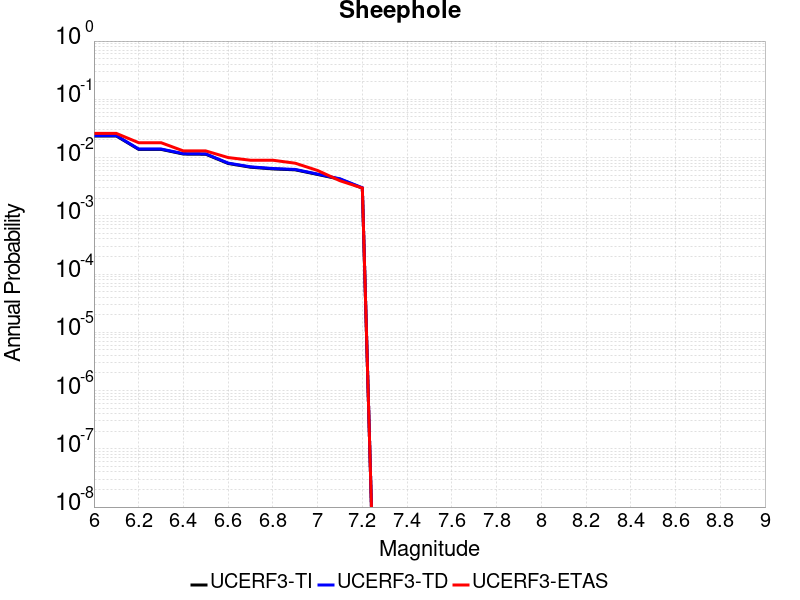 Sheephole
10^0
10^-1
10^-2
10^-3
10^-4
10^-5
10^-6
10^-7
10^-8
Annual Probability
6 6.2 6.4 6.6 6.8 7 7.2 7.4 7.6 7.8 8 8.2 8.4 8.6 8.8 9
Magnitude
UCERF3-TI UCERF3-TD UCERF3-ETAS